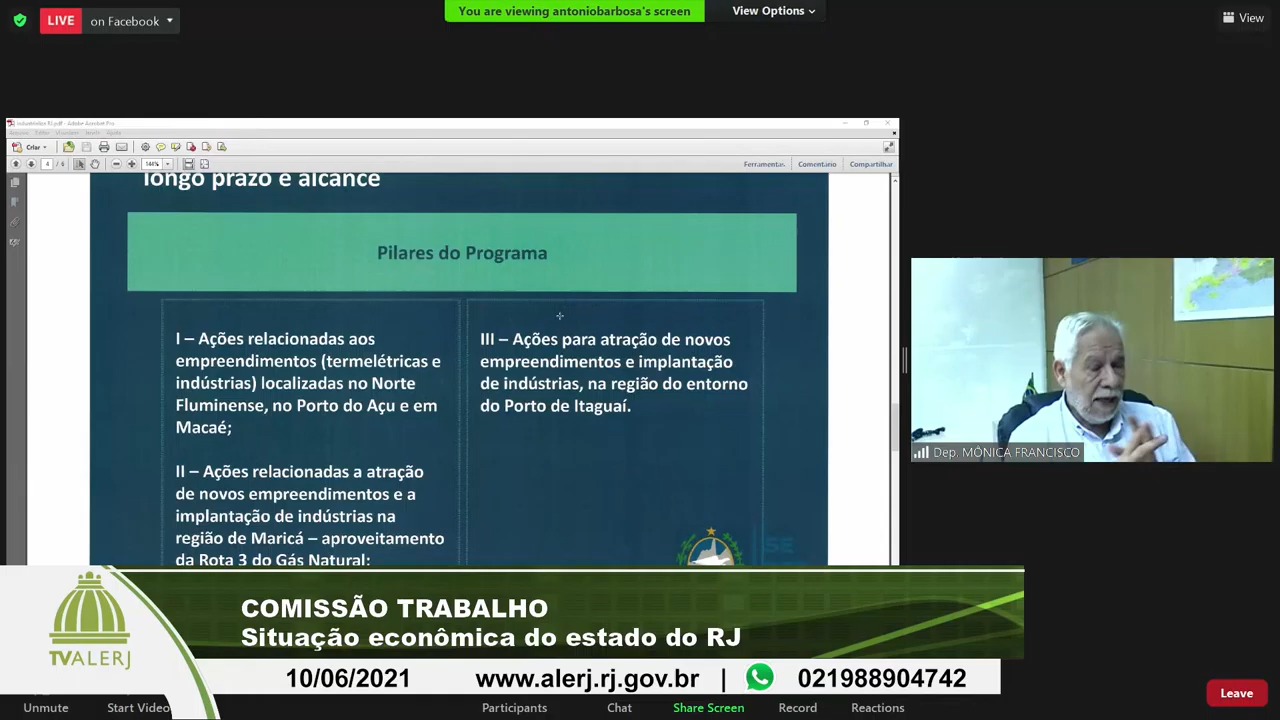 LIVE on Facebook
You are viewing antoniobarbosa's screen
View Options
View
Criar
4 / 6
146%
Ferramentas
Comentário
Compartilhar
longo prazo e alcance
Pilares do Programa
I – Ações relacionadas aos
empreendimentos (termelétricas e
indústrias) localizadas no Norte
Fluminense, no Porto do Açu e em
Macaé;
II – Ações relacionadas a atração
de novos empreendimentos e a
implantação de indústrias na
região de Maricá – aproveitamento
da Rota 3 do Gás Natural;
III – Ações para atração de novos
empreendimentos e implantação
de indústrias, na região do entorno
do Porto de Itaguaí.
SE
Dep. MÔNICA FRANCISCO
TVALERJ
COMISSÃO TRABALHO
Situação econômica do estado do RJ
10/06/2021
www.alerj.rj.gov.br | 021988904742
Unmute
Start Video
Participants
Chat
Share Screen
Record
Reactions
Leave